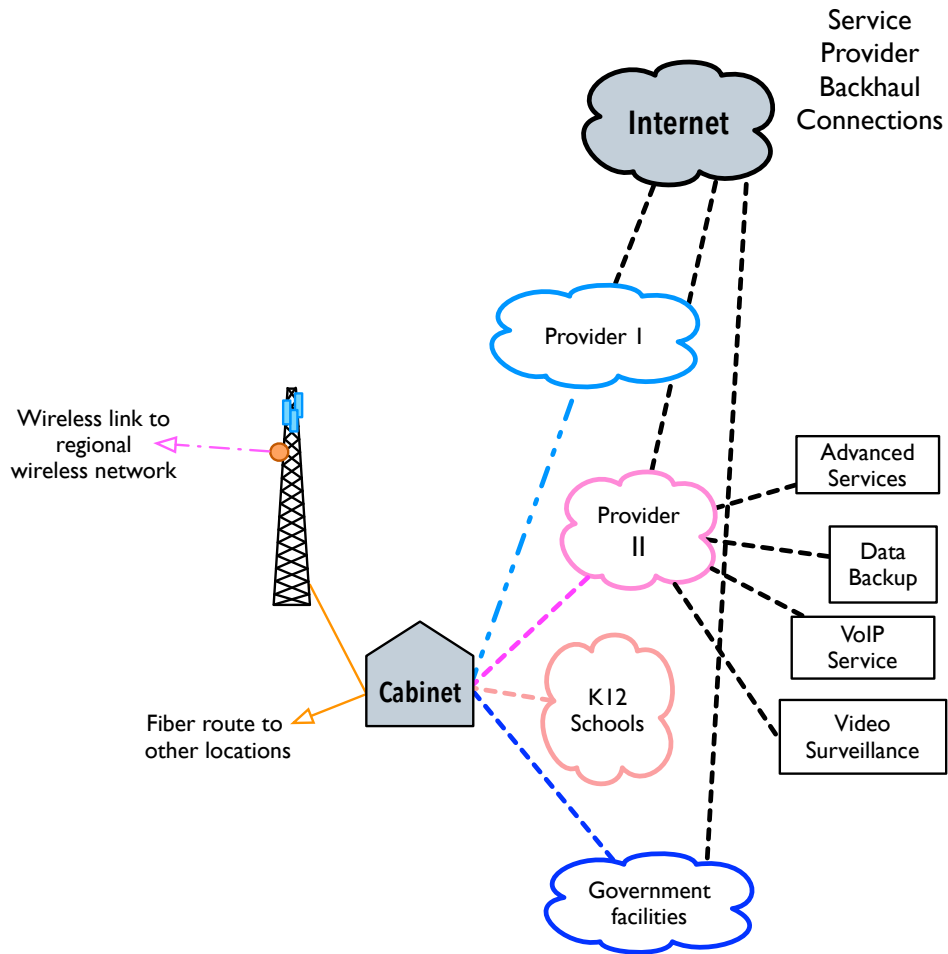 Service
Provider
Backhaul
Connections
Internet
Provider I
Wireless link to
regional
wireless network
Advanced
Services
Provider
II
Data
Backup
VoIP
Service
Cabinet
K12
Schools
Fiber route to
other locations
Video
Surveillance
Government
facilities